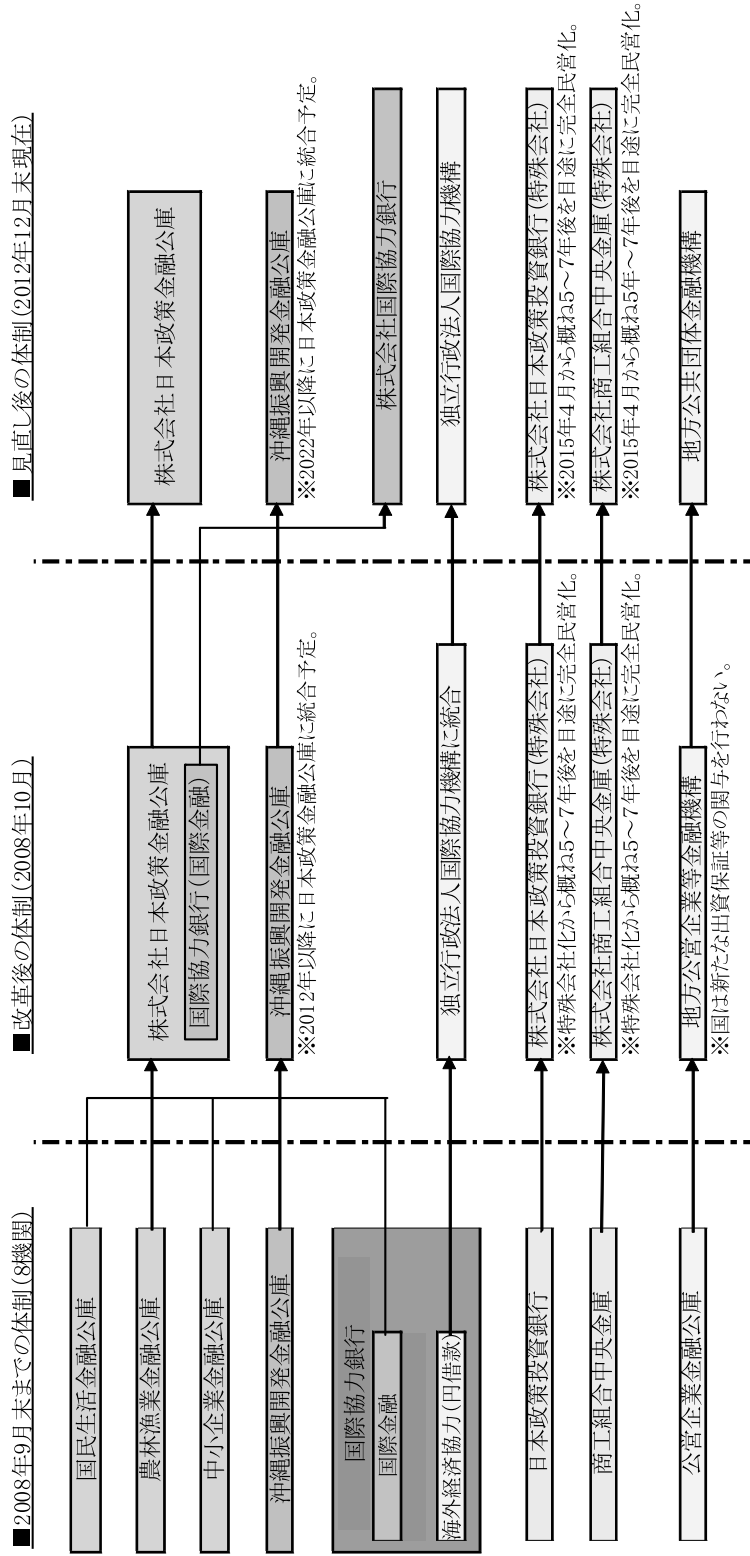 ■2008年9月末までの体制(8機関)
国民生活金融公庫
農林漁業金融公庫
中小企業金融公庫
沖縄振興開発金融公庫
国際協力銀行
国際金融
海外経済協力(円借款)
日本政策投資銀行
商工組合中央金庫
公営企業金融公庫
■改革後の体制(2008年10月)
株式会社日本政策金融公庫
国際協力銀行(国際金融)
沖縄振興開発金融公庫
※2012年以降に日本政策金融公庫に統合予定。
独立行政法人国際協力機構に統合
株式会社日本政策投資銀行(特殊会社)
※特殊会社化から概ね5～7年後を目途に完全民営化。
株式会社商工組合中央金庫(特殊会社)
※特殊会社化から概ね5～7年後を目途に完全民営化。
地方公営企業等金融機構
※国は新たな出資保証等の関与を行わない。
■見直し後の体制(2012年12月末現在)
株式会社日本政策金融公庫
沖縄振興開発金融公庫
※2022年以降に日本政策金融公庫に統合予定。
株式会社国際協力銀行
独立行政法人国際協力機構
株式会社日本政策投資銀行(特殊会社)
※2015年4月から概ね5～7年後を目途に完全民営化。
株式会社商工組合中央金庫(特殊会社)
※2015年4月から概ね5年～7年後を目途に完全民営化。
地方公共団体金融機構